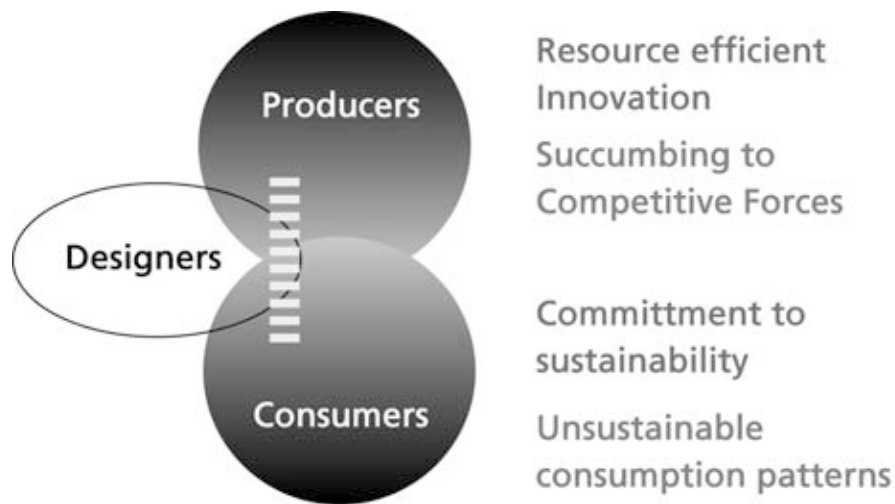 Producers
Designers
Consumers
Resource efficient
Innovation
Succumbing to
Competitive Forces
Committment to
sustainability
Unsustainable
consumption patterns